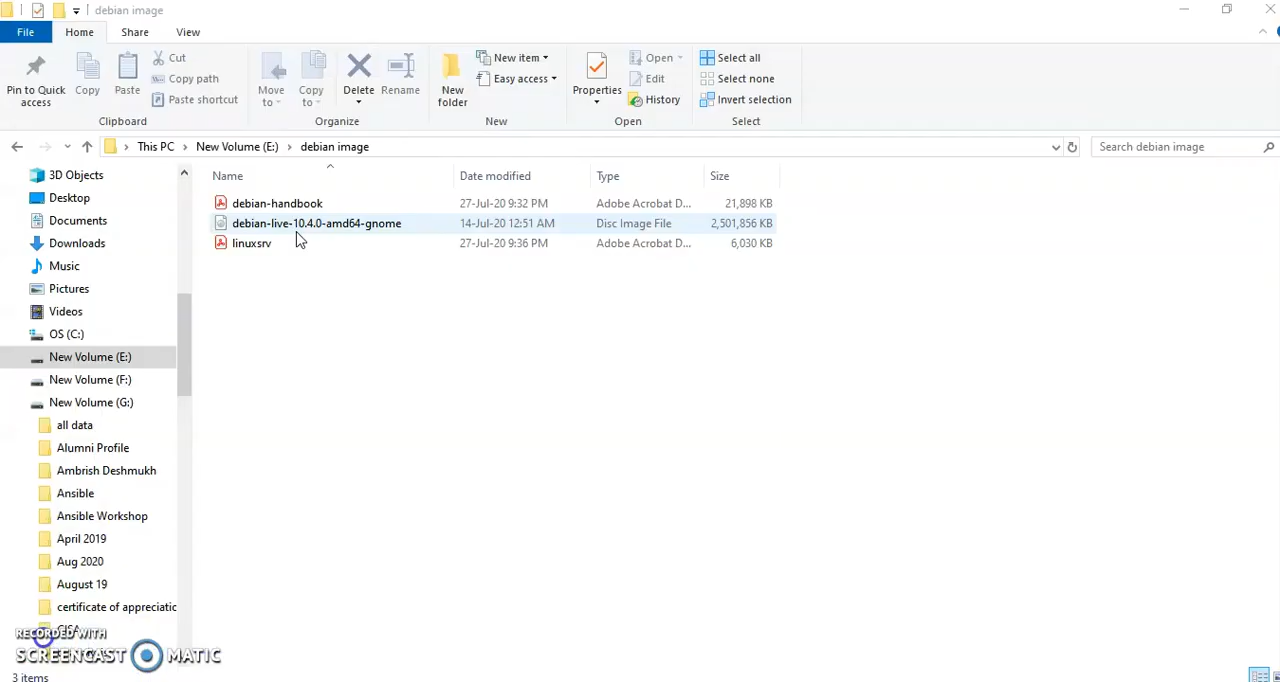 debian image
File Home Share View
Pin to Quick access
Copy
Paste
Cut
Copy path
Paste shortcut
Clipboard
Move to
Copy to
Delete
Rename
Organize
New folder
New item
Easy access
New
Properties
Open
Edit
History
Open
Select all
Select none
Invert selection
Select
This PC > New Volume (E:) > debian image
Search debian image
Name Date modified Type Size
debian-handbook 27-Jul-20 9:32 PM Adobe Acrobat D... 21,898 KB
debian-live-10.4.0-amd64-gnome 14-Jul-20 12:51 AM Disc Image File 2,501,856 KB
linuxsrv 27-Jul-20 9:36 PM Adobe Acrobat D... 6,030 KB
3D Objects
Desktop
Documents
Downloads
Music
Pictures
Videos
OS (C:)
New Volume (E:)
New Volume (F:)
New Volume (G:)
all data
Alumni Profile
Ambrish Deshmukh
Ansible
Ansible Workshop
April 2019
Aug 2020
August 19
certificate of appreciatic
RECORDED WITH
SCREENCAST MATIC
3 items